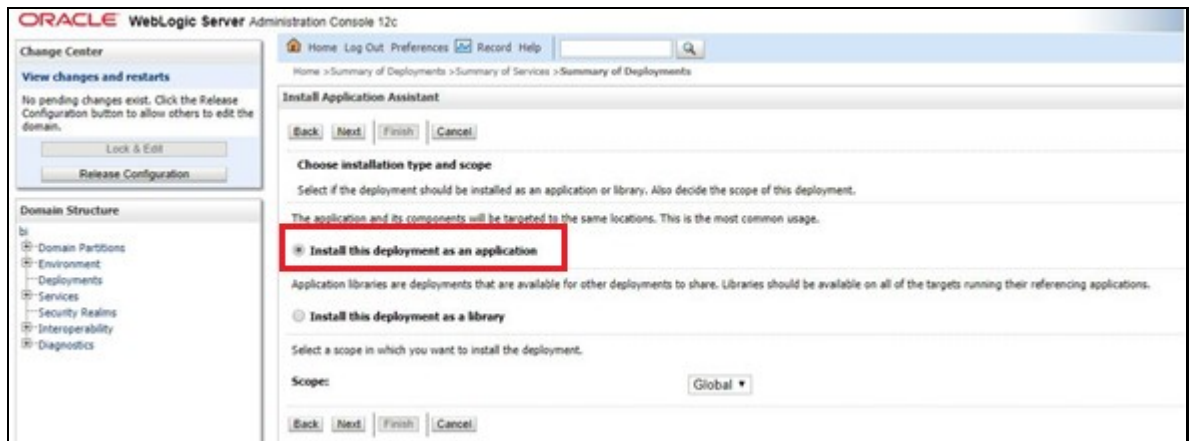 ORACLE WebLogic Server Administration Console 12c
Change Center
View changes and restarts
No pending changes exist. Click the Release
Configuration button to allow others to edit the
domain.
Lock & Edit
Release Configuration
Domain Structure
bi
Domain Partitions
Environment
Deployments
Services
Security Realms
Interoperability
Diagnostics
Home Log Out Preferences Record Help
Home >Summary of Deployments >Summary of Services >Summary of Deployments
Install Application Assistant
Back Next Finish Cancel
Choose installation type and scope
Select if the deployment should be installed as an application or library. Also decide the scope of this deployment.
The application and its components will be targeted to the same locations. This is the most common usage.
Install this deployment as an application
Application libraries are deployments that are available for other deployments to share. Libraries should be available on all of the targets running their referencing applications.
Install this deployment as a library
Select a scope in which you want to install the deployment.
Scope: Global
Back Next Finish Cancel